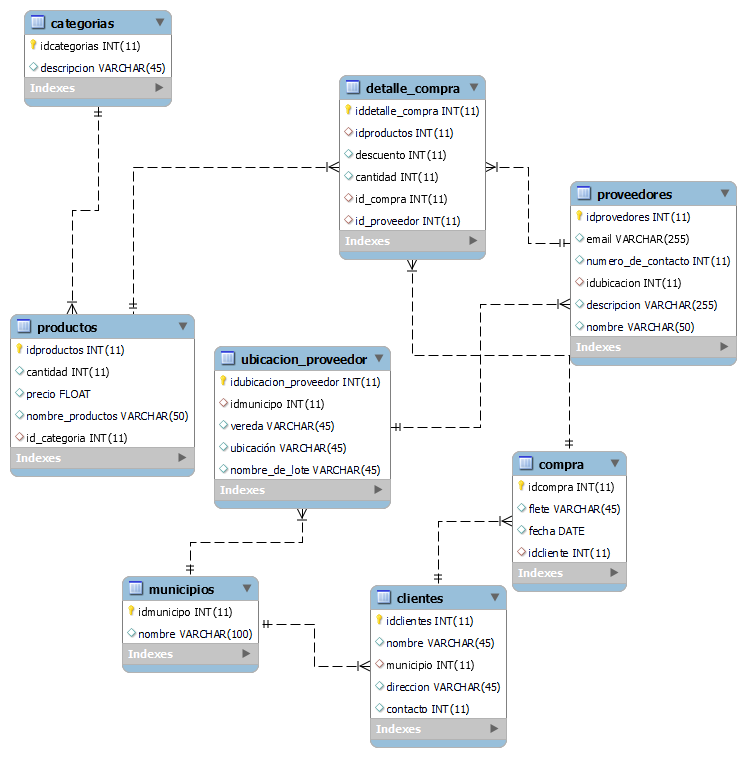 categorias
idcategorias INT(11)
descripcion VARCHAR(45)
Indexes
detalle_compra
iddetalle_compra INT(11)
idproductos INT(11)
descuento INT(11)
cantidad INT(11)
id_compra INT(11)
id_proveedor INT(11)
Indexes
proveedores
idprovedores INT(11)
email VARCHAR(255)
numero_de_contacto INT(11)
idubicacion INT(11)
descripcion VARCHAR(255)
nombre VARCHAR(50)
Indexes
productos
idproductos INT(11)
cantidad INT(11)
precio FLOAT
nombre_productos VARCHAR(50)
id_categoria INT(11)
Indexes
ubicacion_proveedor
idubicacion_proveedor INT(11)
idmunicipo INT(11)
vereda VARCHAR(45)
ubicación VARCHAR(45)
nombre_de_lote VARCHAR(45)
Indexes
compra
idcompra INT(11)
flete VARCHAR(45)
fecha DATE
idcliente INT(11)
Indexes
municipios
idmunicipo INT(11)
nombre VARCHAR(100)
Indexes
clientes
idclientes INT(11)
nombre VARCHAR(45)
municipio INT(11)
direccion VARCHAR(45)
contacto INT(11)
Indexes